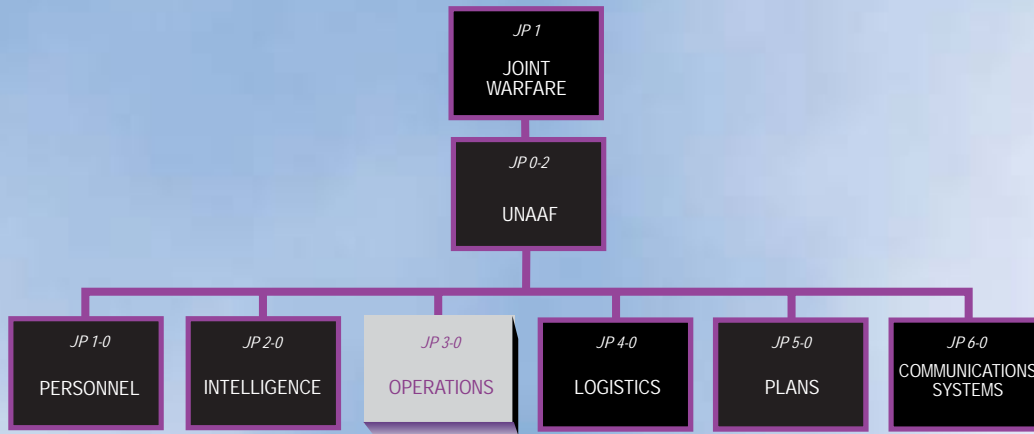 JP 1
JOINT
WARFARE
JP 0-2
UNAAF
JP 1-0
PERSONNEL
JP 2-0
INTELLIGENCE
JP 3-0
OPERATIONS
JP 4-0
LOGISTICS
JP 5-0
PLANS
JP 6-0
COMMUNICATIONS
SYSTEMS